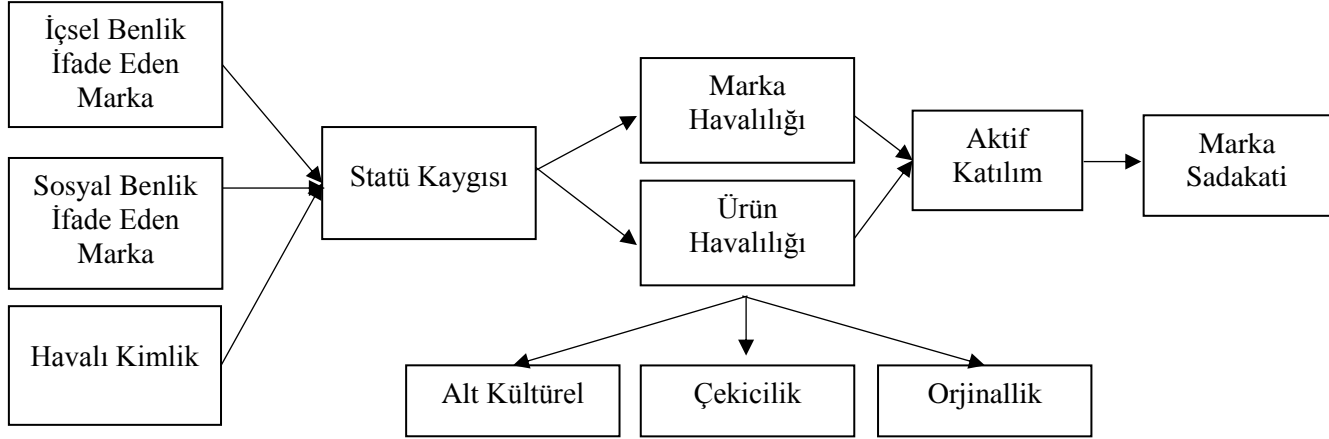 İçsel Benlik
İfade Eden
Marka
Sosyal Benlik
İfade Eden
Marka
Havalı Kimlik
Statü Kaygısı
Marka
Havalılığı
Ürün
Havalılığı
Aktif
Katılım
Marka
Sadakati
Alt Kültürel
Çekicilik
Orjinallik